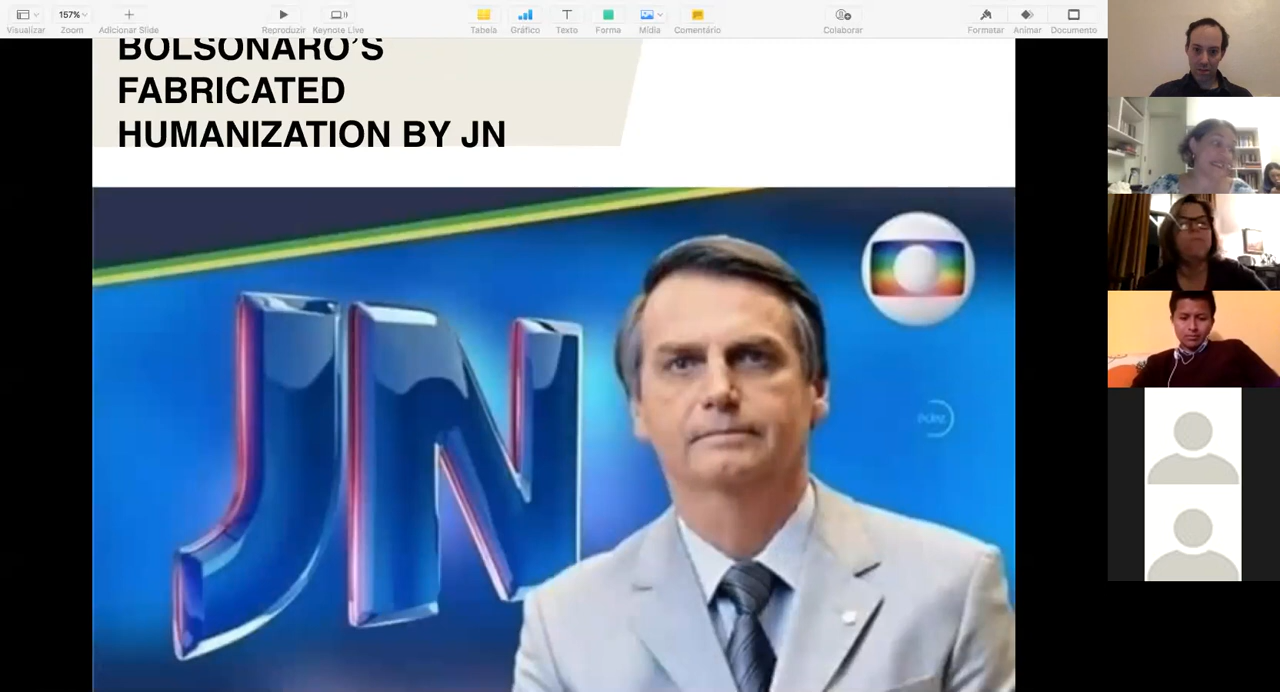 157%
Visualizar
Zoom
Adicionar Slide
Reproduzir
Keynote Live
Tabela
Gráfico
Texto
Forma
Mídia
Comentário
Colaborar
Formatar
Animar
Documento
BOLSONARO'S
FABRICATED
HUMANIZATION BY JN
JN